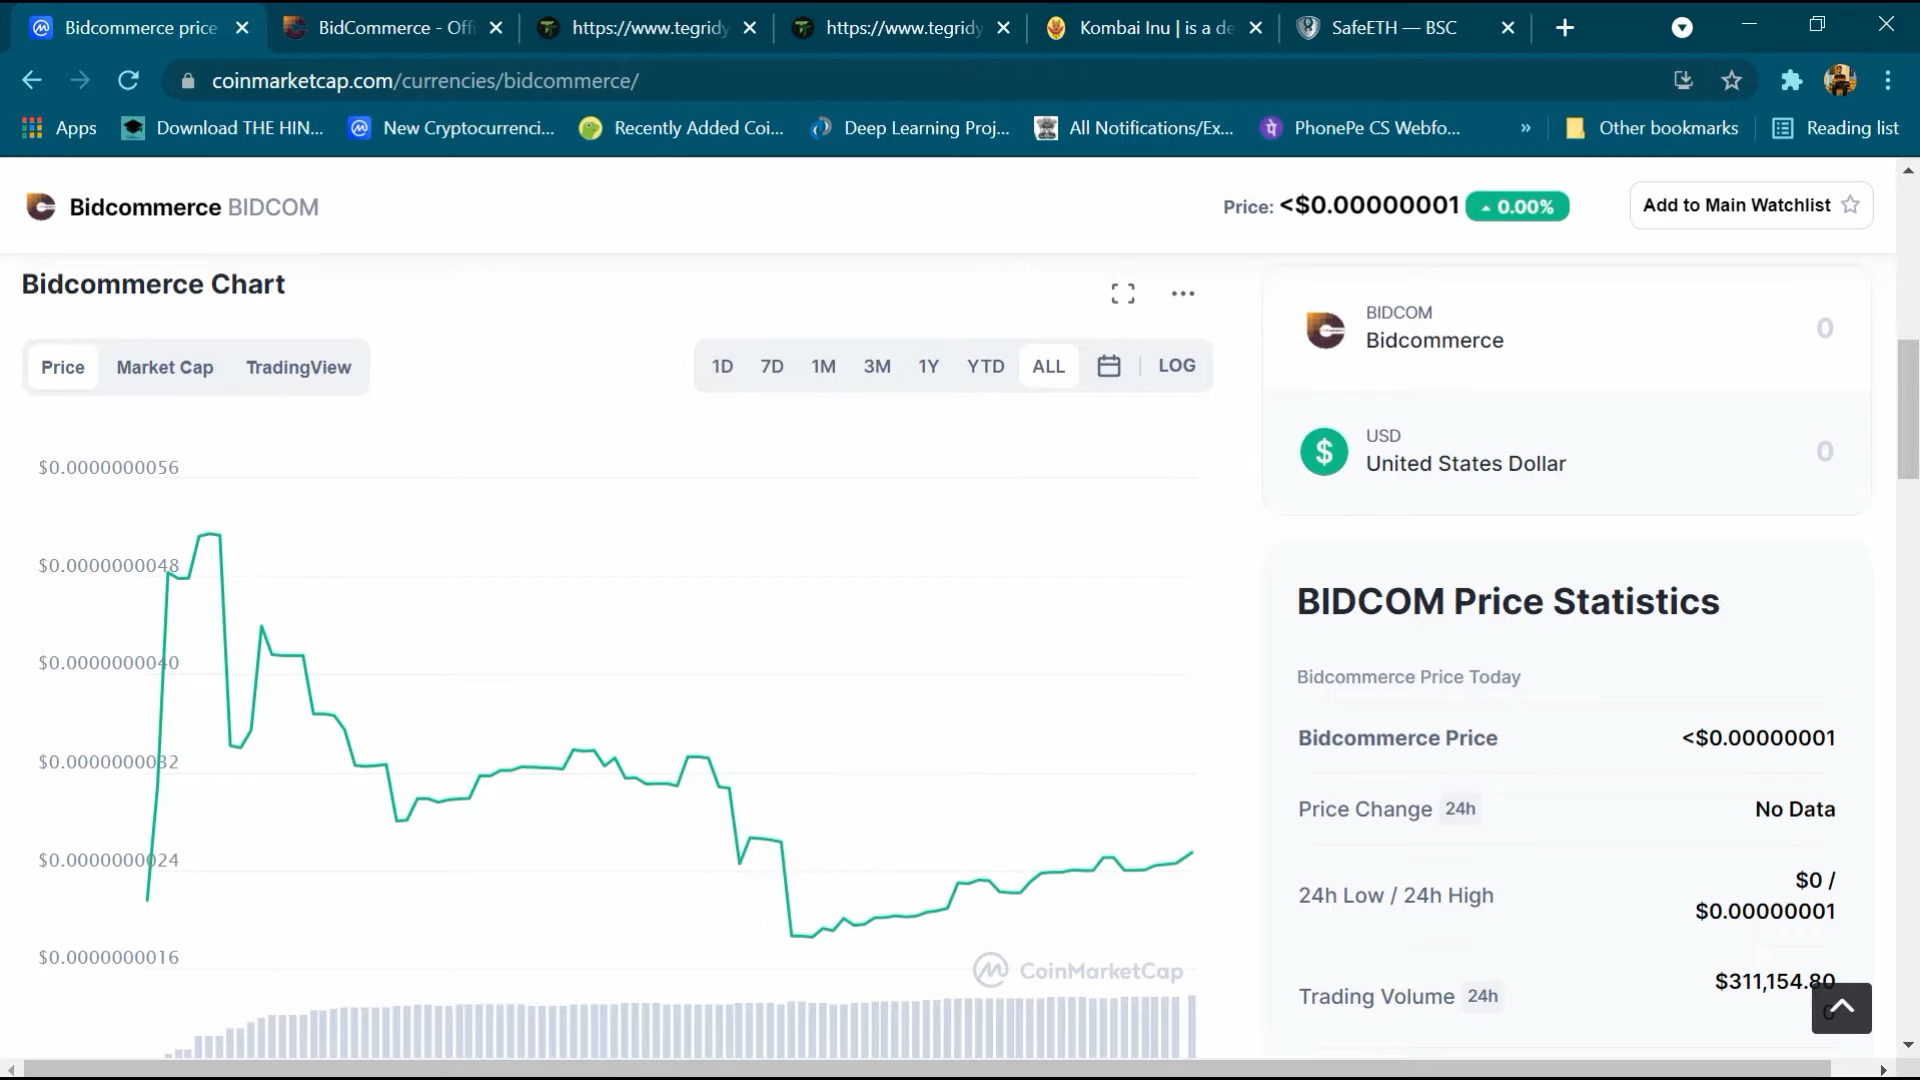 Bidcommerce price
BidCommerce - Offi
https://www.tegridy
https://www.tegridy
Kombai Inu | is a de
SafeETH — BSC
coinmarketcap.com/currencies/bidcommerce/
Apps
Download THE HIN...
New Cryptocurrenci...
Recently Added Coi...
Deep Learning Proj...
All Notifications/Ex...
PhonePe CS Webfo...
»
Other bookmarks
Reading list
Bidcommerce BIDCOM
Price: <$0.00000001 0.00%
Add to Main Watchlist
Bidcommerce Chart
Price Market Cap TradingView
1D 7D 1M 3M 1Y YTD ALL LOG
$0.0000000056
$0.0000000048
$0.0000000040
$0.0000000032
$0.0000000024
$0.0000000016
CoinMarketCap
BIDCOM
Bidcommerce
0
USD
United States Dollar
0
BIDCOM Price Statistics
Bidcommerce Price Today
Bidcommerce Price <$0.00000001
Price Change 24h No Data
24h Low / 24h High $0 /
$0.00000001
Trading Volume 24h $311,154.80